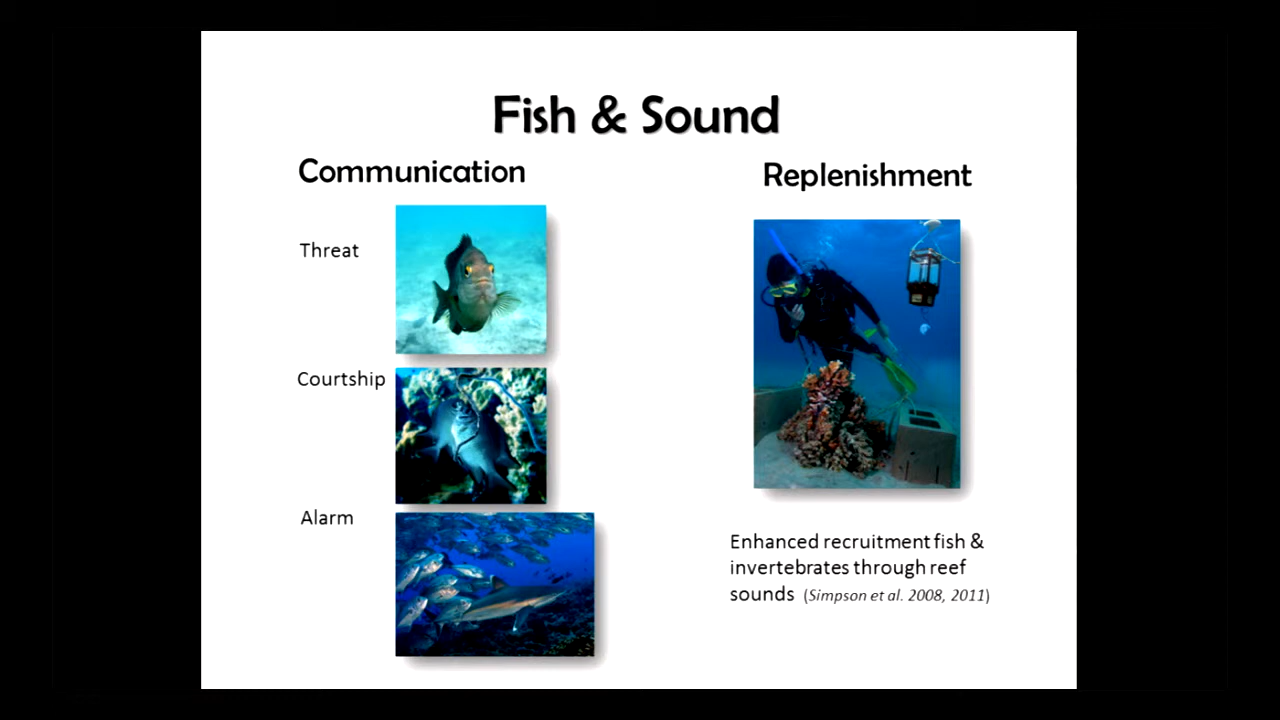 Fish & Sound
Communication
Threat
Courtship
Alarm
Replenishment
Enhanced recruitment fish &
invertebrates through reef
sounds (Simpson et al. 2008, 2011)